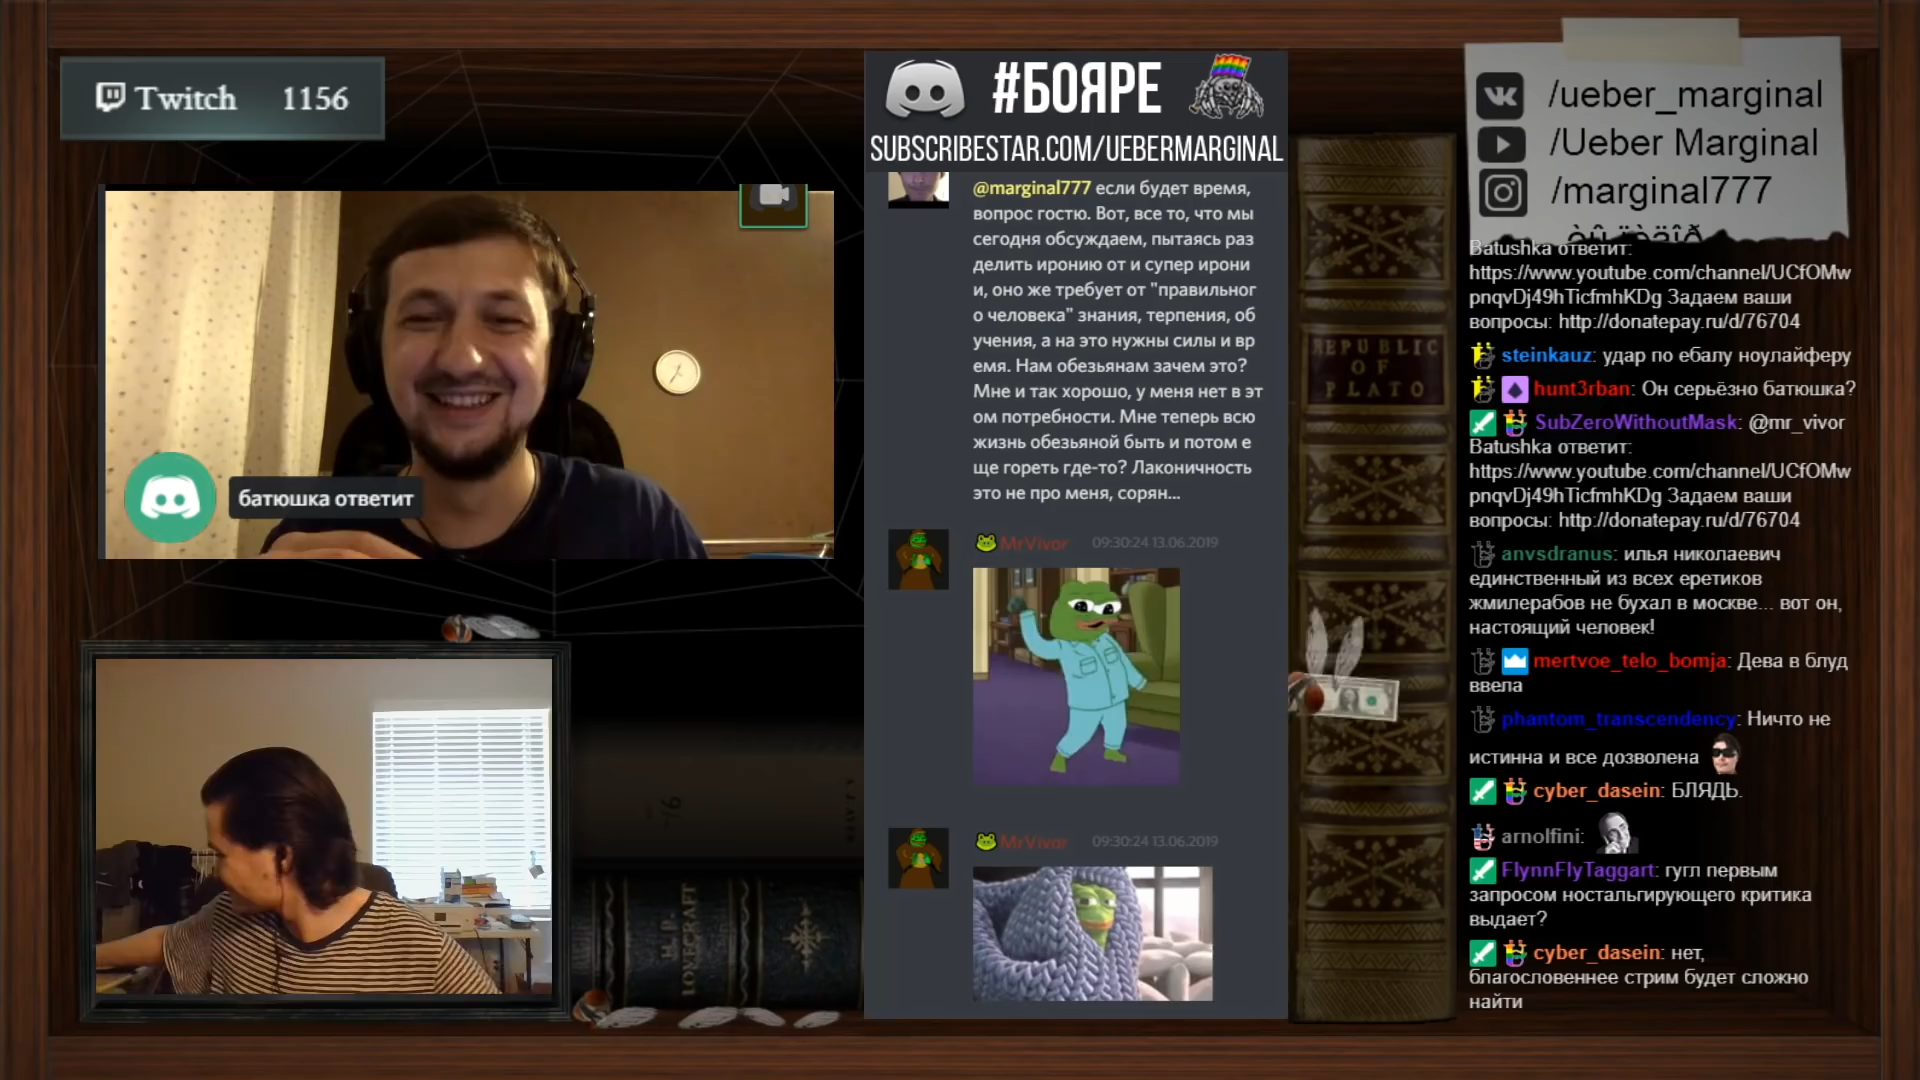 Twitch 1156
батюшка ответит
#БОЯРЕ
SUBSCRIBESTAR.COM/UEBERMARGINAL
@marginal777 если будет время,
вопрос гостю. Вот, все то, что мы
сегодня обсуждаем, пытаясь раз
делить иронию от и супер ирони
и, оно же требует от "правильног
о человека" знания, терпения, об
учения, а на это нужны силы и вр
емя. Нам обезьянам зачем это?
Мне и так хорошо, у меня нет в эт
ом потребности. Мне теперь всю
жизнь обезьяной быть и потом е
ще гореть где-то? Лаконичность
это не про меня, сорян...
MrVivor 09:30:24 13.06.2019
MrVivor 09:30:24 13.06.2019
H. P.
LOVECRAFT
REPUBLIC
OF
PLATO
/ueber_marginal
/Ueber Marginal
/marginal777
Batushka ответит:
https://www.youtube.com/channel/UCfOMw
pnqvDj49hTicfmhKDg Задаем ваши
вопросы: http://donatepay.ru/d/76704
steinkauz: удар по ебалу ноулайферу
hunt3rban: Он серьёзно батюшка?
SubZeroWithoutMask: @mr_vivor
Batushka ответит:
https://www.youtube.com/channel/UCfOMw
pnqvDj49hTicfmhKDg Задаем ваши
вопросы: http://donatepay.ru/d/76704
anvsdranus: илья николаевич
единственный из всех еретиков
жмилерабов не бухал в москве... вот он,
настоящий человек!
mertvoe_telo_bomja: Дева в блуд
ввела
phantom_transcendency: Ничто не
истинна и все дозволена
cyber_dasein: БЛЯДЬ.
arnolfini:
FlynnFlyTaggart: гугл первым
запросом ностальгирующего критика
выдает?
cyber_dasein: нет,
благословеннее стрим будет сложно
найти